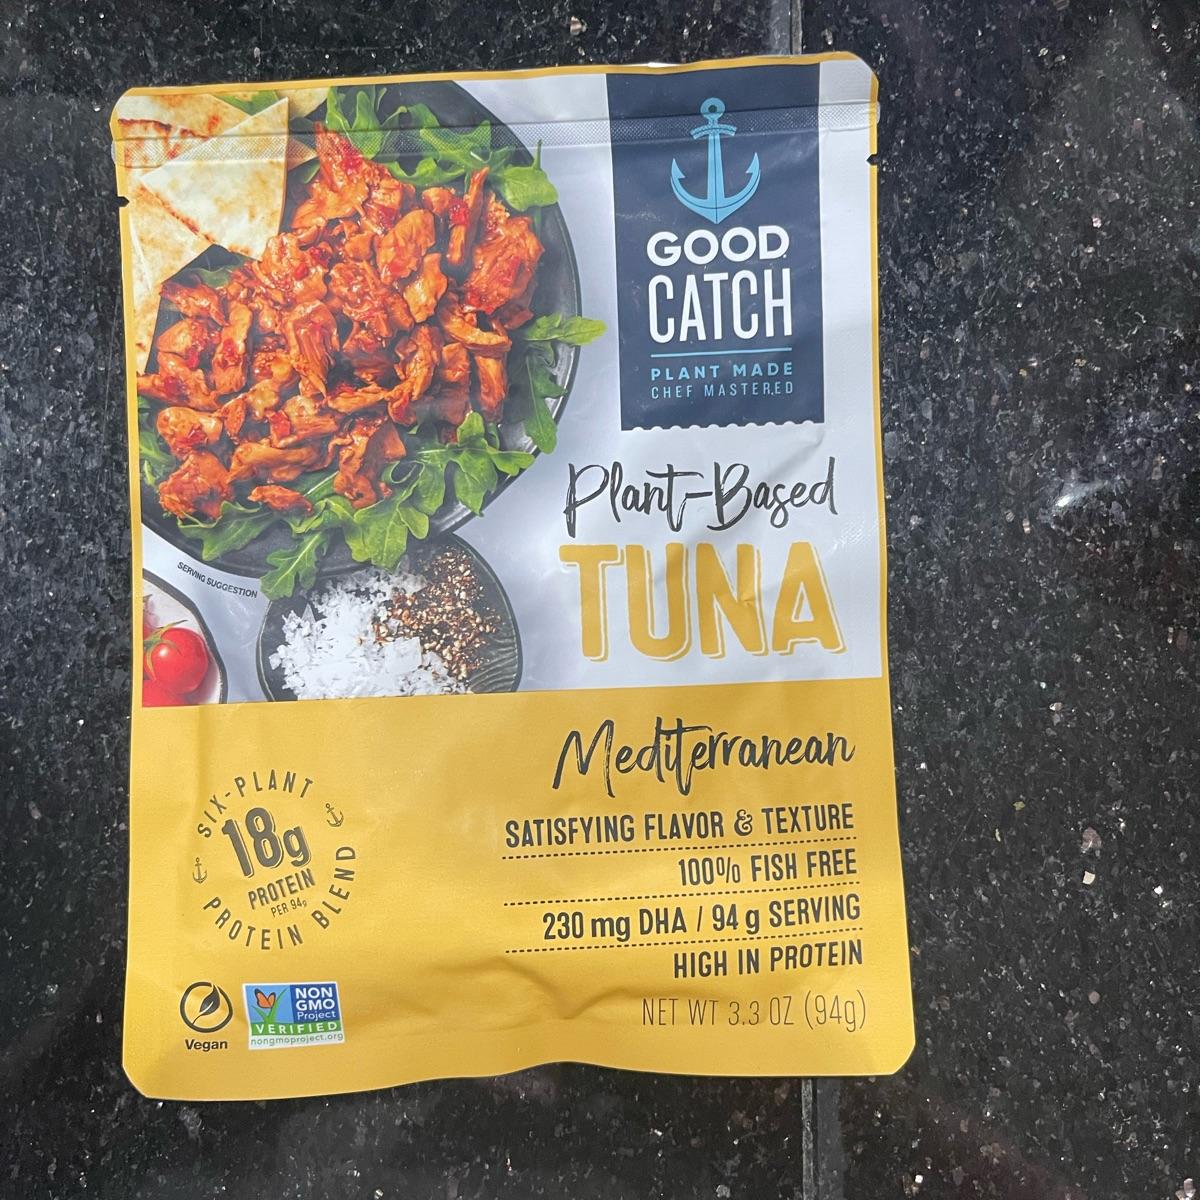 GOOD
CATCH
PLANT MADE
CHEF MASTERED
Plant-Based
TUNA
SERVING SUGGESTION
Mediterranean
SATISFYING FLAVOR & TEXTURE
100% FISH FREE
230 mg DHA / 94 g SERVING
HIGH IN PROTEIN
NET WT 3.3 OZ (94g)
SIX-PLANT
18g
PROTEIN
PER 94g
PROTEIN BLEND
Vegan
NON
GMO
Project
VERIFIED
nongmoproject.org